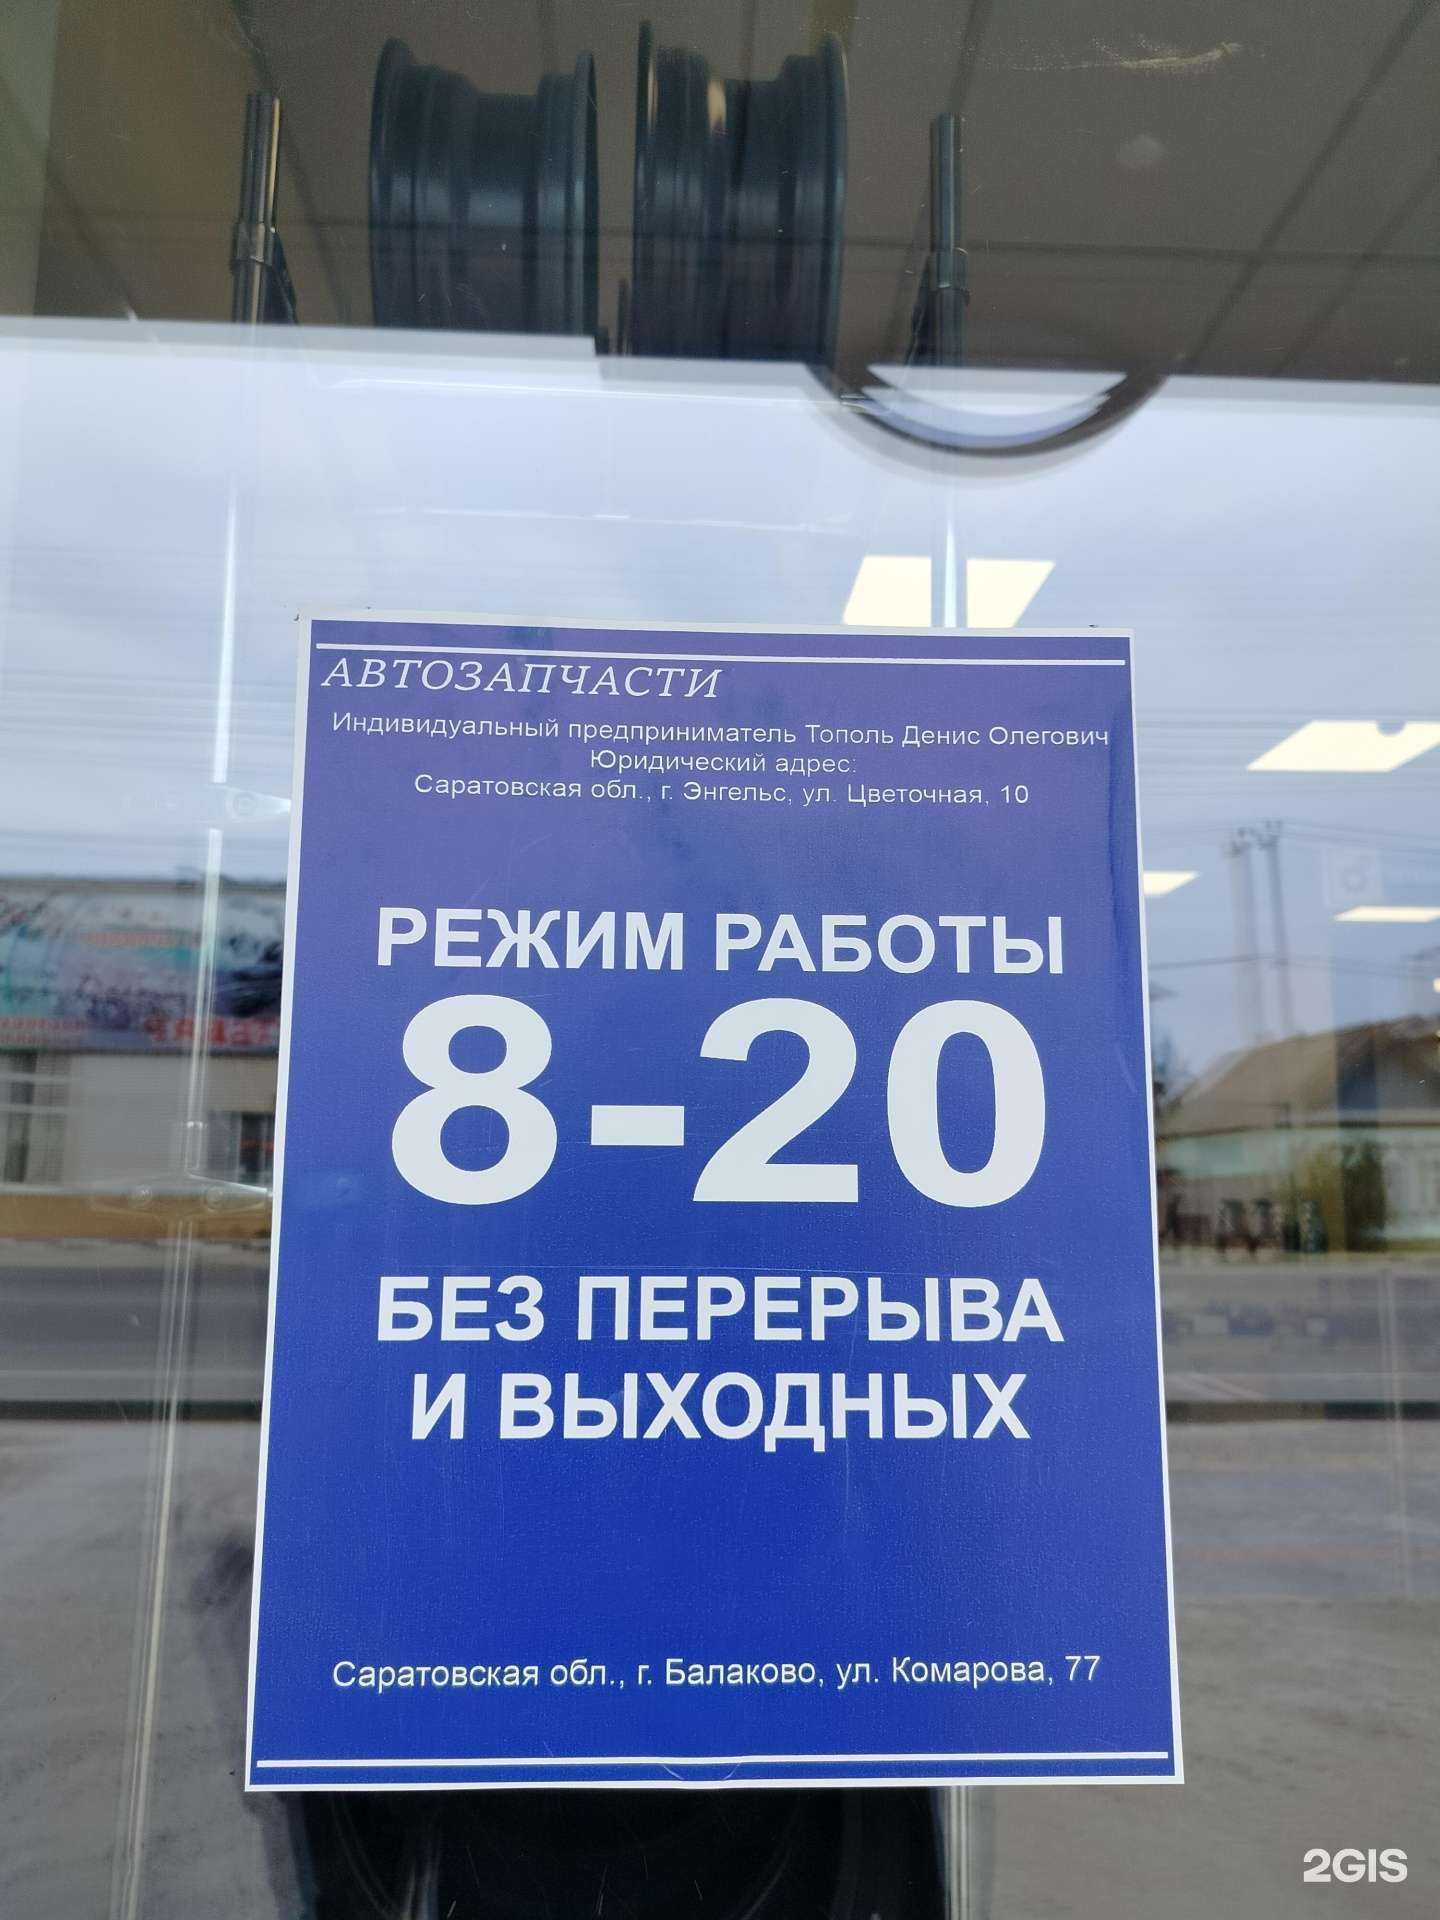 АВТОЗАПЧАСТИ
Индивидуальный предприниматель Тополь Денис Олегович
Юридический адрес:
Саратовская обл., г. Энгельс, ул. Цветочная, 10
РЕЖИМ РАБОТЫ
8-20
БЕЗ ПЕРЕРЫВА
И ВЫХОДНЫХ
Саратовская обл., г. Балаково, ул. Комарова, 77
2GIS